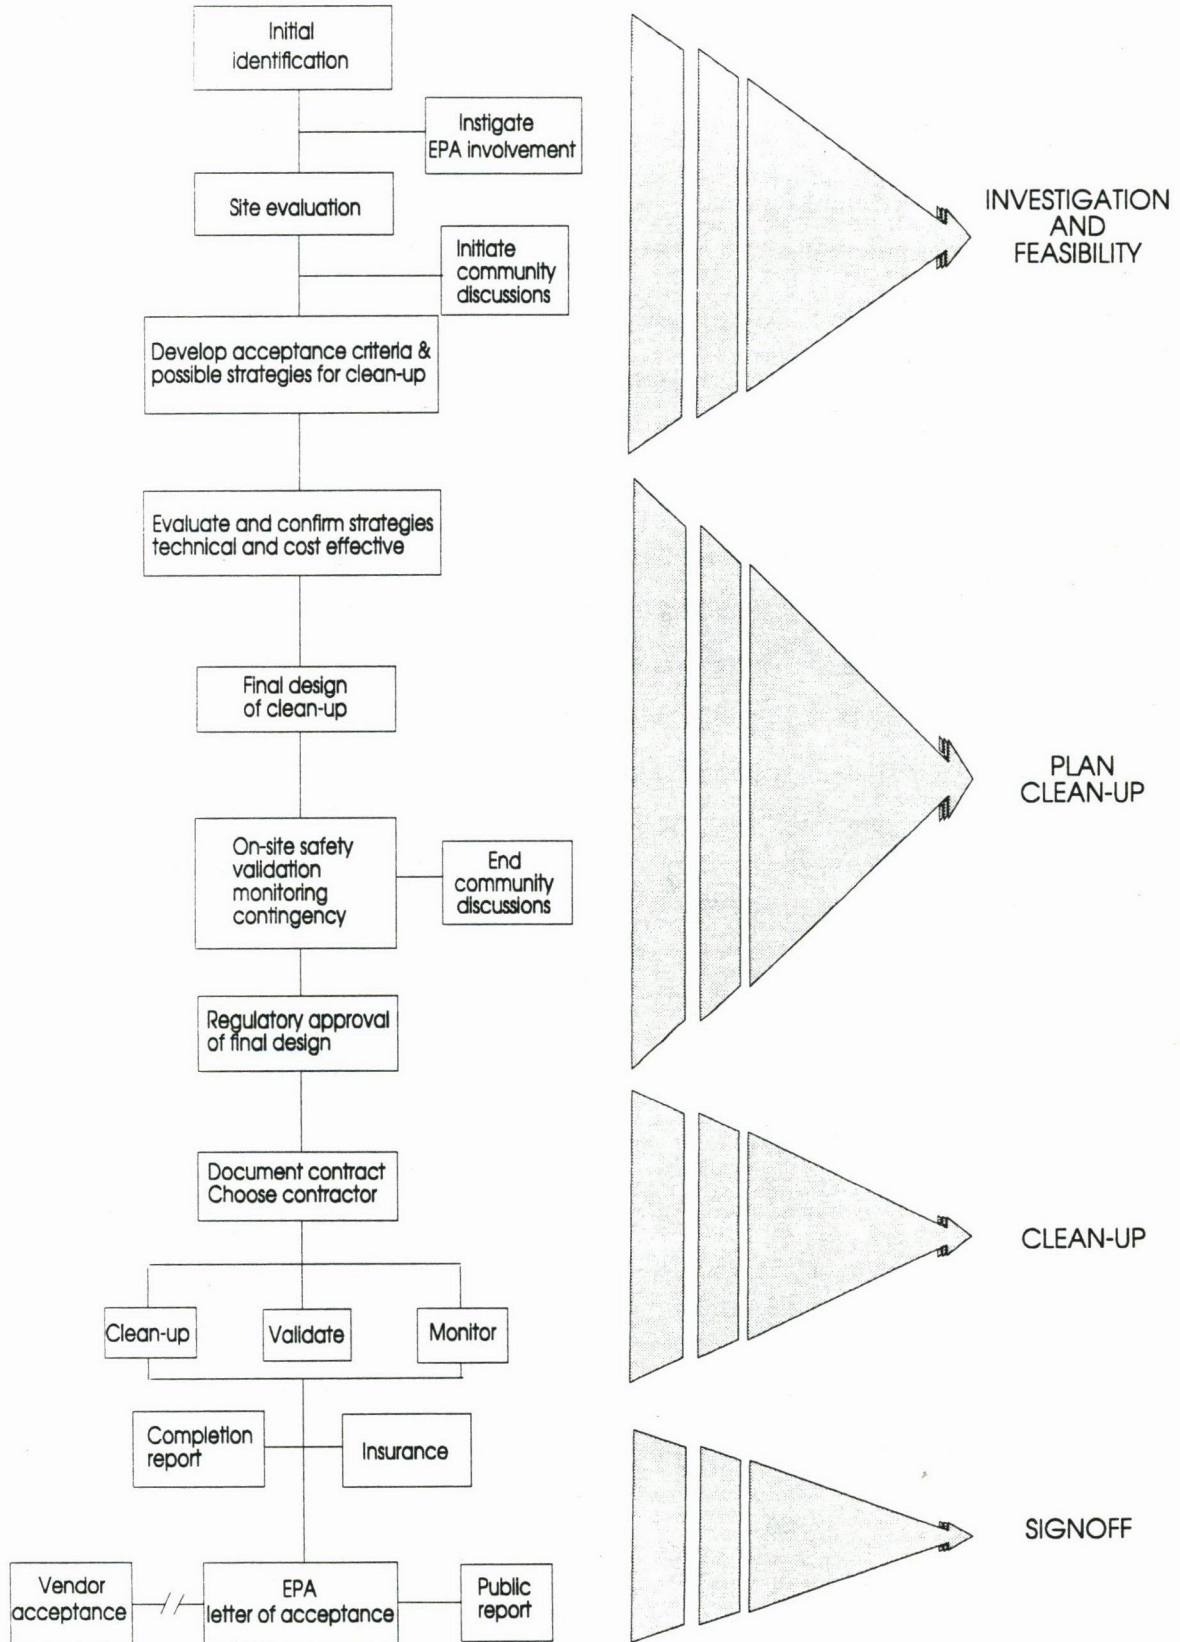 Initial
identification
Instigate
EPA involvement
Site evaluation
Initiate
community
discussions
Develop acceptance criteria &
possible strategies for clean-up
INVESTIGATION
AND
FEASIBILITY
Evaluate and confirm strategies
technical and cost effective
Final design
of clean-up
On-site safety
validation
monitoring
contingency
End
community
discussions
Regulatory approval
of final design
PLAN
CLEAN-UP
Document contract
Choose contractor
Clean-up
Validate
Monitor
CLEAN-UP
Completion
report
Insurance
Vendor
acceptance
EPA
letter of acceptance
Public
report
SIGNOFF